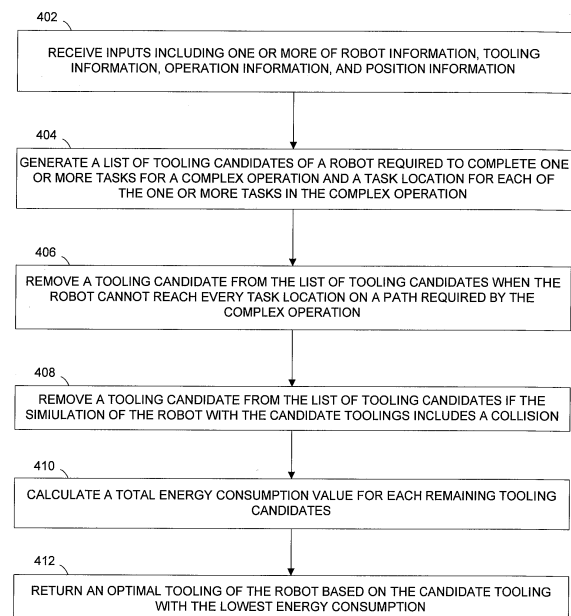 402
RECEIVE INPUTS INCLUDING ONE OR MORE OF ROBOT INFORMATION, TOOLING
INFORMATION, OPERATION INFORMATION, AND POSITION INFORMATION
404
GENERATE A LIST OF TOOLING CANDIDATES OF A ROBOT REQUIRED TO COMPLETE ONE
OR MORE TASKS FOR A COMPLEX OPERATION AND A TASK LOCATION FOR EACH OF
THE ONE OR MORE TASKS IN THE COMPLEX OPERATION
406
REMOVE A TOOLING CANDIDATE FROM THE LIST OF TOOLING CANDIDATES WHEN THE
ROBOT CANNOT REACH EVERY TASK LOCATION ON A PATH REQUIRED BY THE
COMPLEX OPERATION
408
REMOVE A TOOLING CANDIDATE FROM THE LIST OF TOOLING CANDIDATES IF THE
SIMIULATION OF THE ROBOT WITH THE CANDIDATE TOOLINGS INCLUDES A COLLISION
410
CALCULATE A TOTAL ENERGY CONSUMPTION VALUE FOR EACH REMAINING TOOLING
CANDIDATES
412
RETURN AN OPTIMAL TOOLING OF THE ROBOT BASED ON THE CANDIDATE TOOLING
WITH THE LOWEST ENERGY CONSUMPTION